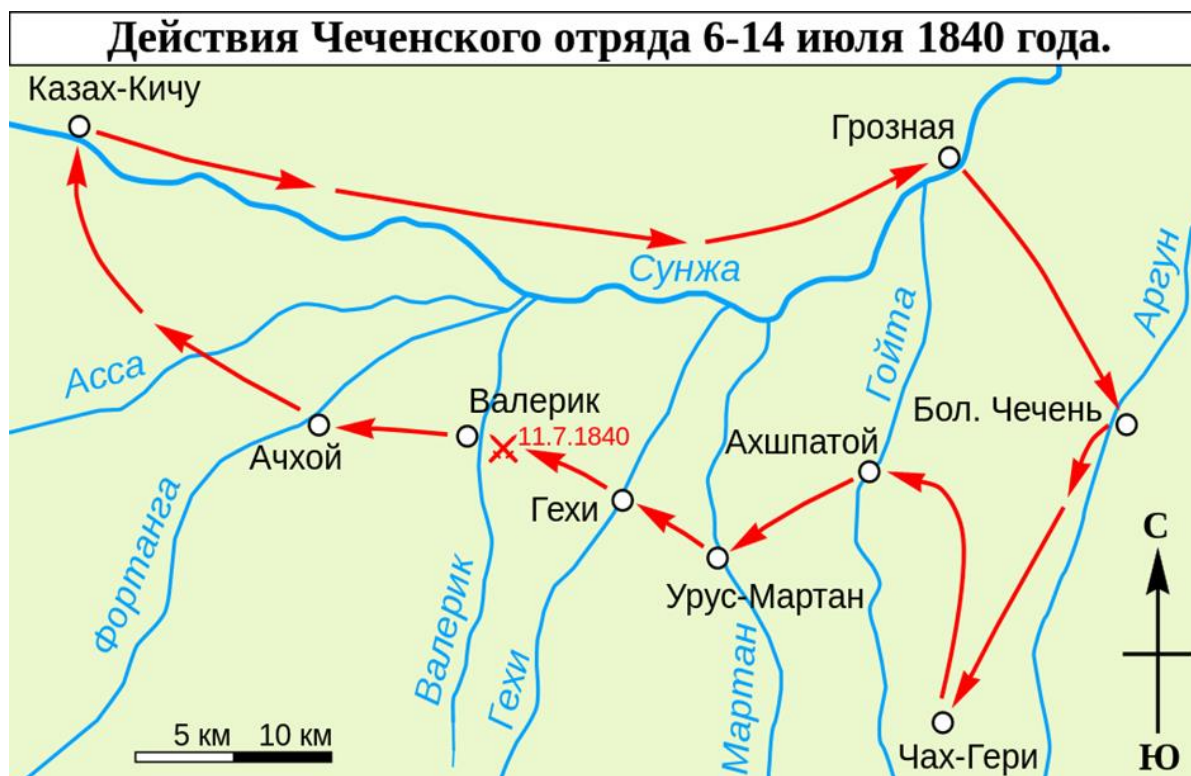 Действия Чеченского отряда 6-14 июля 1840 года.
Казах-Кичу
Грозная
Сунжа
Аргун
Гойта
Асса
Валерик
11.7.1840
Бол. Чечень
Ахшпатой
Ачхой
Гехи
Фортанга
Урус-Мартан
С
Валерик
Гехи
Мартан
5 км 10 км
Чах-Гери
Ю